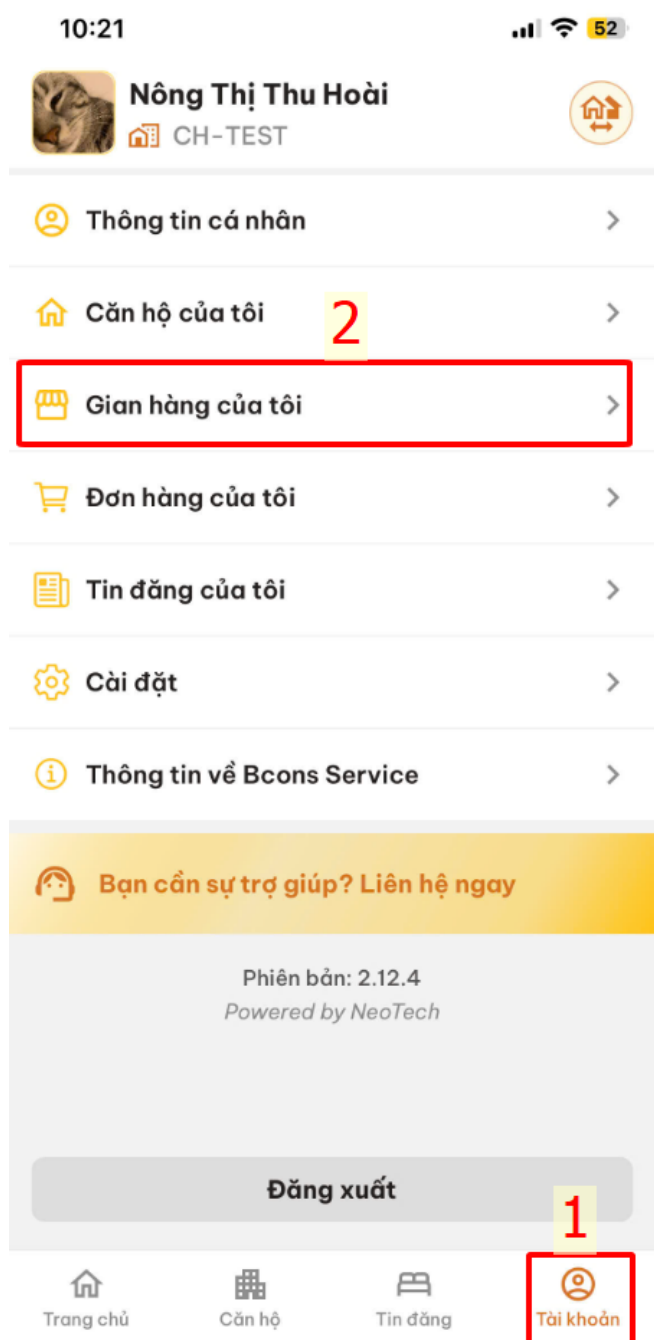 10:21
52
Nông Thị Thu Hoài
CH-TEST
Thông tin cá nhân
Căn hộ của tôi
2
Gian hàng của tôi
Đơn hàng của tôi
Tin đăng của tôi
Cài đặt
Thông tin về Bcons Service
Bạn cần sự trợ giúp? Liên hệ ngay
Phiên bản: 2.12.4
Powered by NeoTech
Đăng xuất
1
Trang chủ
Căn hộ
Tin đăng
Tài khoản